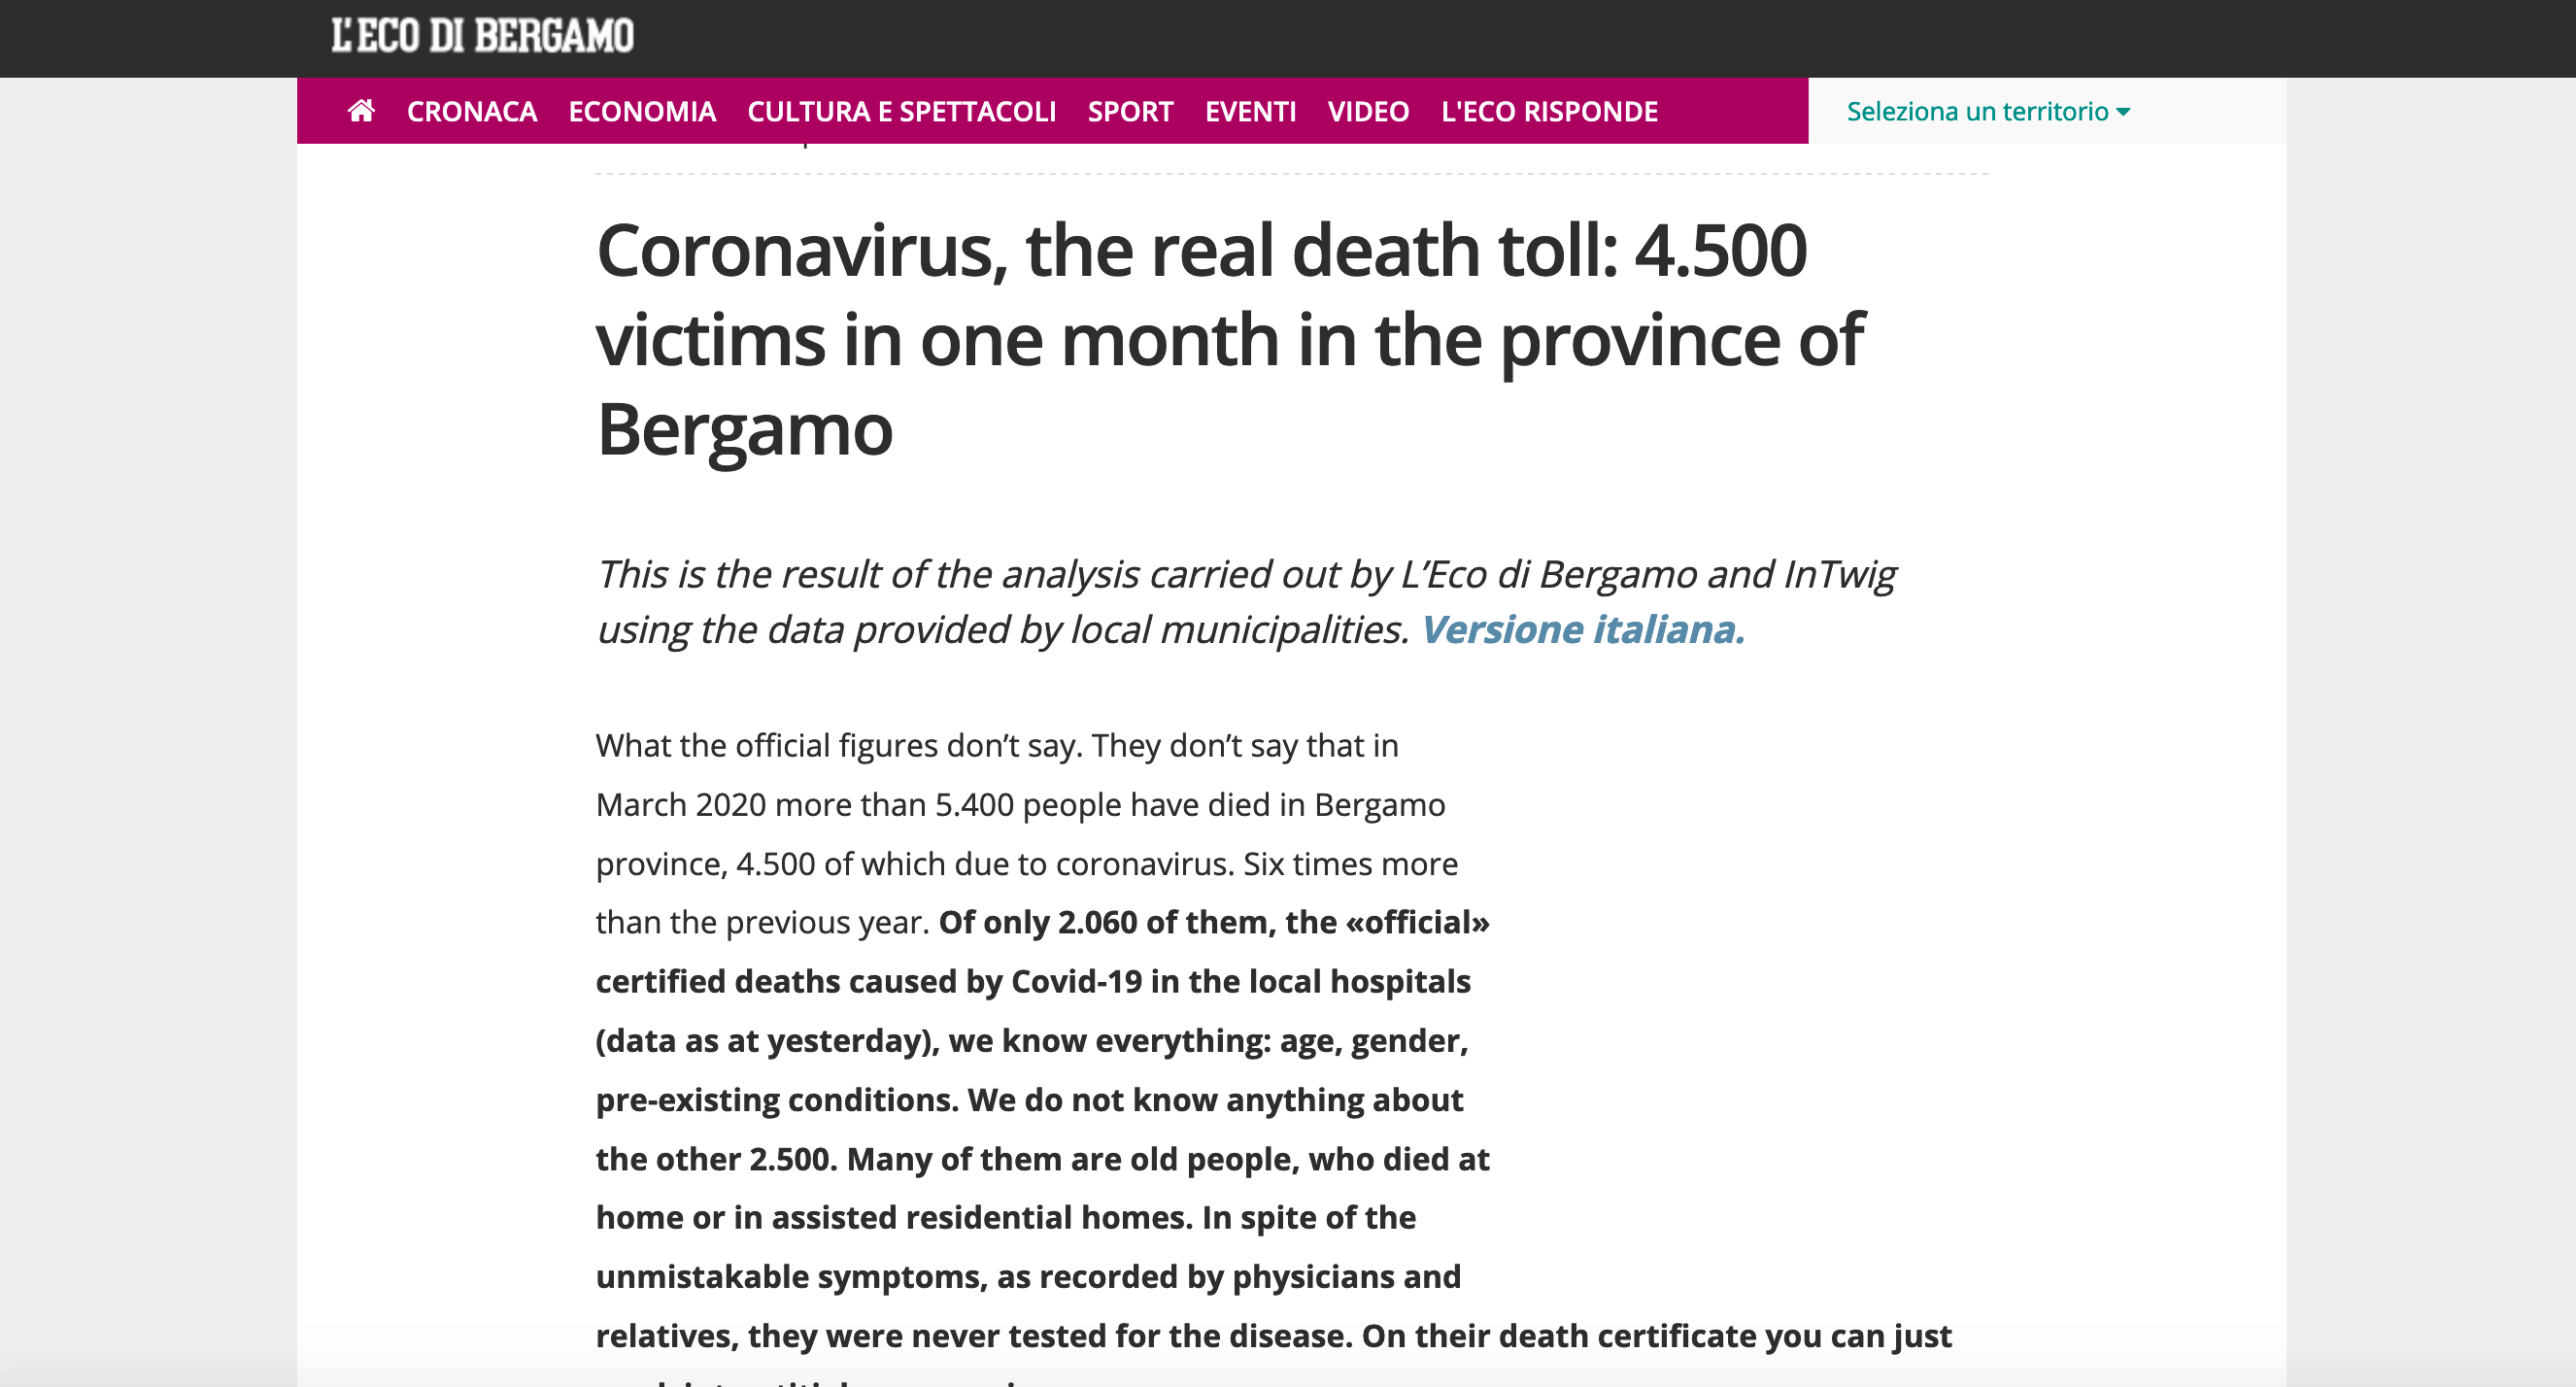 L'ECO DI BERGAMO
CRONACA ECONOMIA CULTURA E SPETTACOLI SPORT EVENTI VIDEO L'ECO RISPONDE Seleziona un territorio
Coronavirus, the real death toll: 4.500
victims in one month in the province of
Bergamo
This is the result of the analysis carried out by L’Eco di Bergamo and InTwig
using the data provided by local municipalities. Versione italiana.
What the official figures don’t say. They don’t say that in
March 2020 more than 5.400 people have died in Bergamo
province, 4.500 of which due to coronavirus. Six times more
than the previous year. Of only 2.060 of them, the «official»
certified deaths caused by Covid-19 in the local hospitals
(data as at yesterday), we know everything: age, gender,
pre-existing conditions. We do not know anything about
the other 2.500. Many of them are old people, who died at
home or in assisted residential homes. In spite of the
unmistakable symptoms, as recorded by physicians and
relatives, they were never tested for the disease. On their death certificate you can just